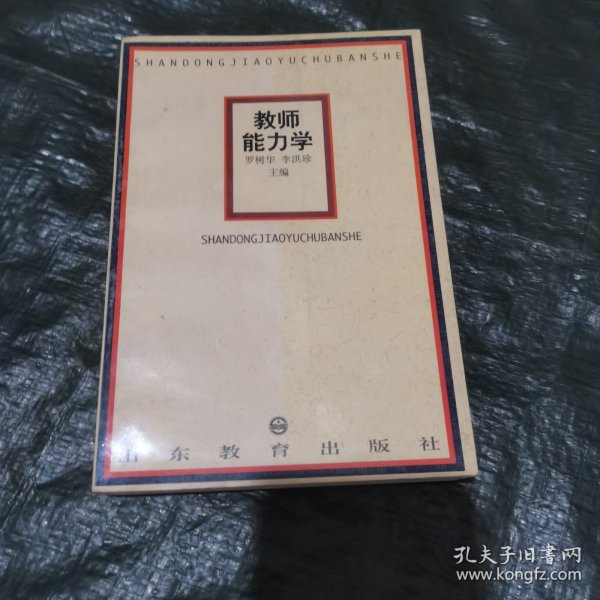 SHANDONGJIAOYUCHUBANSHE
教师
能力学
罗树华 李洪珍
主编
SHANDONGJIAOYUCHUBANSHE
山东教育出版社
孔夫子旧书网
www.kongfz.com